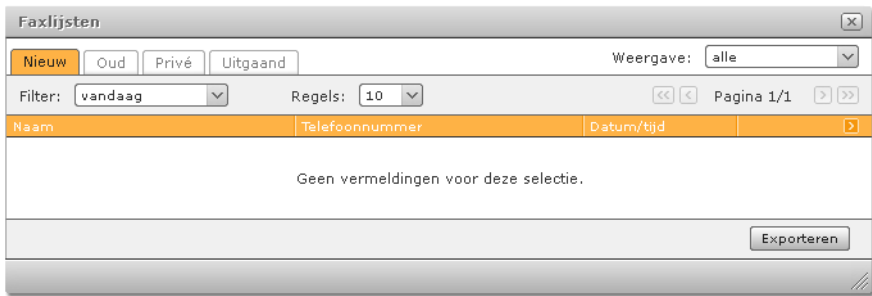 Faxlijsten
Nieuw Oud Privé Uitgaand Weergave: alle
Filter: vandaag Regels: 10 Pagina 1/1
Naam Telefoonnummer Datum/tijd
Geen vermeldingen voor deze selectie.
Exporteren